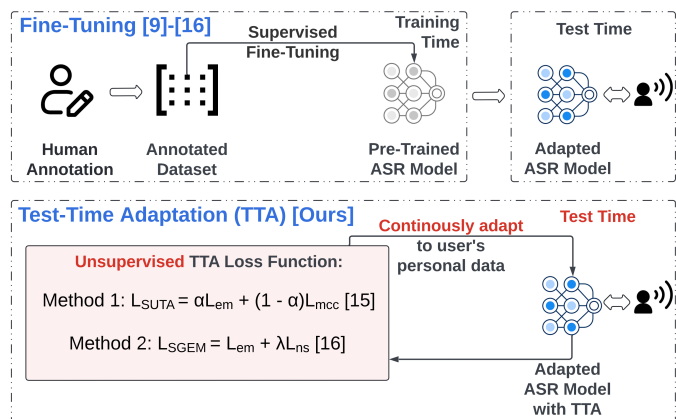 Fine-Tuning [9]-[16]
Supervised
Fine-Tuning
Training
Time
Human
Annotation
Annotated
Dataset
Pre-Trained
ASR Model
Test Time
Adapted
ASR Model
Test-Time Adaptation (TTA) [Ours]
Continously adapt
to user's
personal data
Test Time
Unsupervised TTA Loss Function:
Method 1: LSUTA = αLem + (1 - α)Lmcc [15]
Method 2: LSGEM = Lem + λLns [16]
Adapted
ASR Model
with TTA